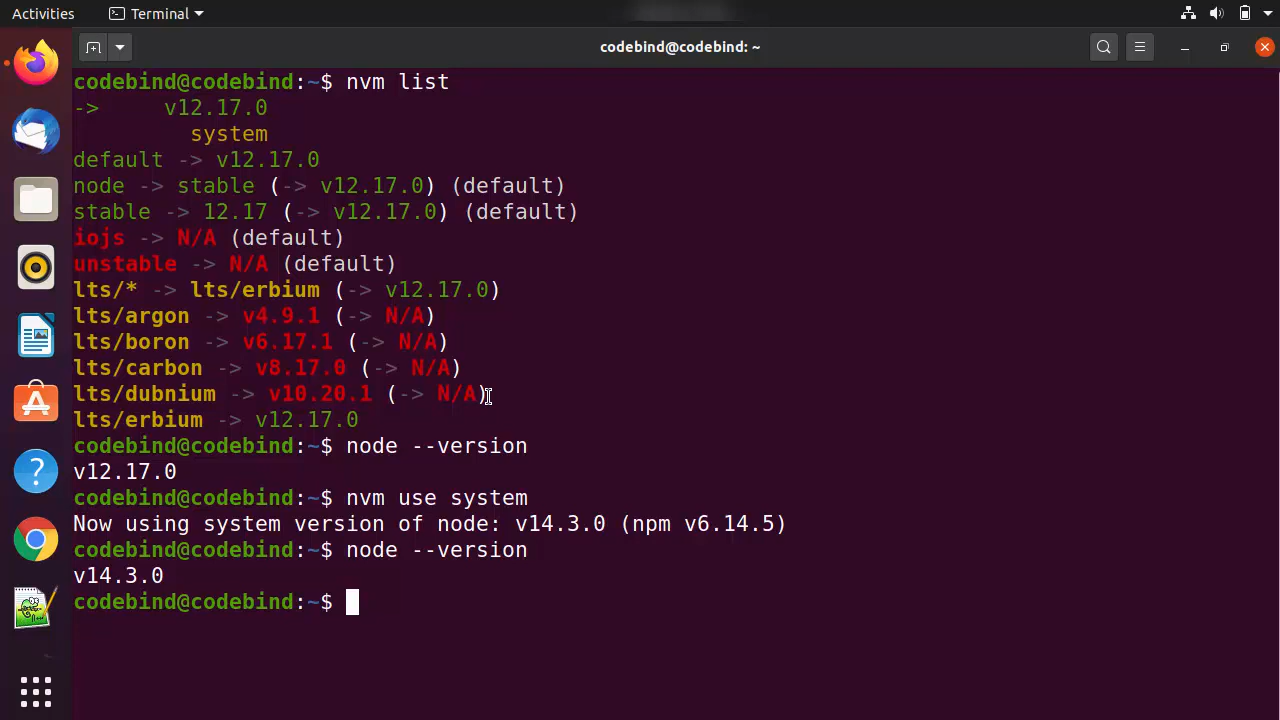 Activities
Terminal
codebind@codebind: ~
codebind@codebind:~$ nvm list
->       v12.17.0
         system
default -> v12.17.0
node -> stable (-> v12.17.0) (default)
stable -> 12.17 (-> v12.17.0) (default)
iojs -> N/A (default)
unstable -> N/A (default)
lts/* -> lts/erbium (-> v12.17.0)
lts/argon -> v4.9.1 (-> N/A)
lts/boron -> v6.17.1 (-> N/A)
lts/carbon -> v8.17.0 (-> N/A)
lts/dubnium -> v10.20.1 (-> N/A)
lts/erbium -> v12.17.0
codebind@codebind:~$ node --version
v12.17.0
codebind@codebind:~$ nvm use system
Now using system version of node: v14.3.0 (npm v6.14.5)
codebind@codebind:~$ node --version
v14.3.0
codebind@codebind:~$